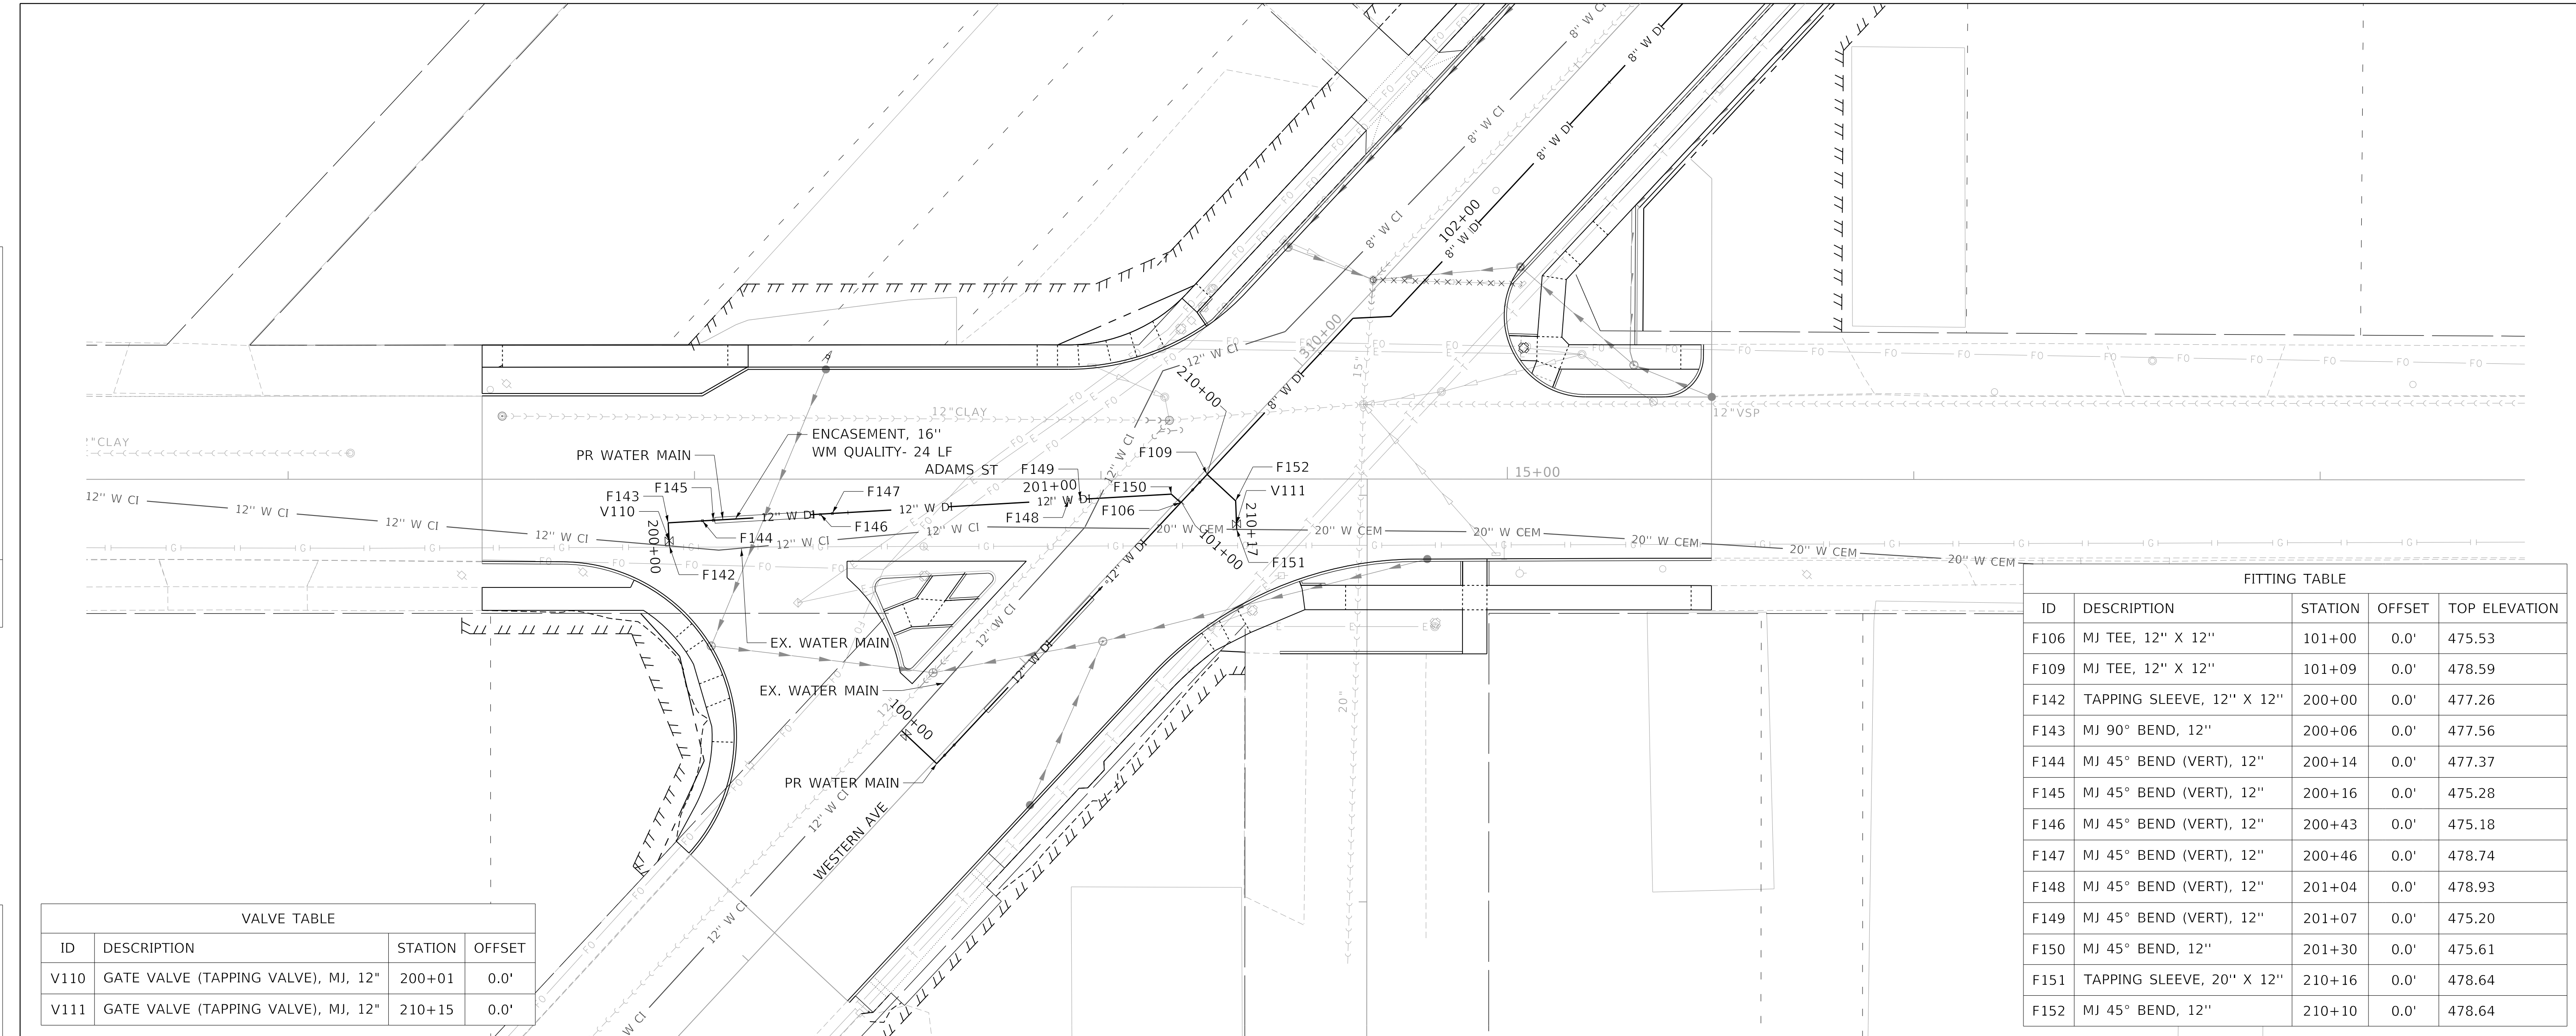 8'' W CI
8'' W DI
8'' W CI
8'' W DI
8'' W CI
102+00
8'' W DI
310+00
12'' W CI
15"
210+00
8'' W DI
12"CLAY
12"VSP
"CLAY
ENCASEMENT, 16''
WM QUALITY- 24 LF
PR WATER MAIN
ADAMS ST
F149
F109
F152
15+00
12'' W CI
F145
F143
V110
F147
201+00
F150
V111
12'' W CI
12'' W CI
12'' W CI
12'' W CI
12'' W DI
12'' W DI
12'' W DI
F148
F106
F146
F144
200+00
F142
12'' W CI
12'' W CI
12'' W CI
20'' W CEM
20'' W CEM
20'' W CEM
20'' W CEM
20'' W CEM
20'' W CEM
210+17
101+00
F151
12'' W DI
EX. WATER MAIN
12'' W CI
12'' W DI
EX. WATER MAIN
12"
20"
100+00
PR WATER MAIN
12'' W CI
WESTERN AVE
12'' W CI
W CI
VALVE TABLE
ID DESCRIPTION STATION OFFSET
V110 GATE VALVE (TAPPING VALVE), MJ, 12" 200+01 0.0'
V111 GATE VALVE (TAPPING VALVE), MJ, 12" 210+15 0.0'
FITTING TABLE
ID DESCRIPTION STATION OFFSET TOP ELEVATION
F106 MJ TEE, 12'' X 12'' 101+00 0.0' 475.53
F109 MJ TEE, 12'' X 12'' 101+09 0.0' 478.59
F142 TAPPING SLEEVE, 12'' X 12'' 200+00 0.0' 477.26
F143 MJ 90° BEND, 12'' 200+06 0.0' 477.56
F144 MJ 45° BEND (VERT), 12'' 200+14 0.0' 477.37
F145 MJ 45° BEND (VERT), 12'' 200+16 0.0' 475.28
F146 MJ 45° BEND (VERT), 12'' 200+43 0.0' 475.18
F147 MJ 45° BEND (VERT), 12'' 200+46 0.0' 478.74
F148 MJ 45° BEND (VERT), 12'' 201+04 0.0' 478.93
F149 MJ 45° BEND (VERT), 12'' 201+07 0.0' 475.20
F150 MJ 45° BEND, 12'' 201+30 0.0' 475.61
F151 TAPPING SLEEVE, 20'' X 12'' 210+16 0.0' 478.64
F152 MJ 45° BEND, 12'' 210+10 0.0' 478.64